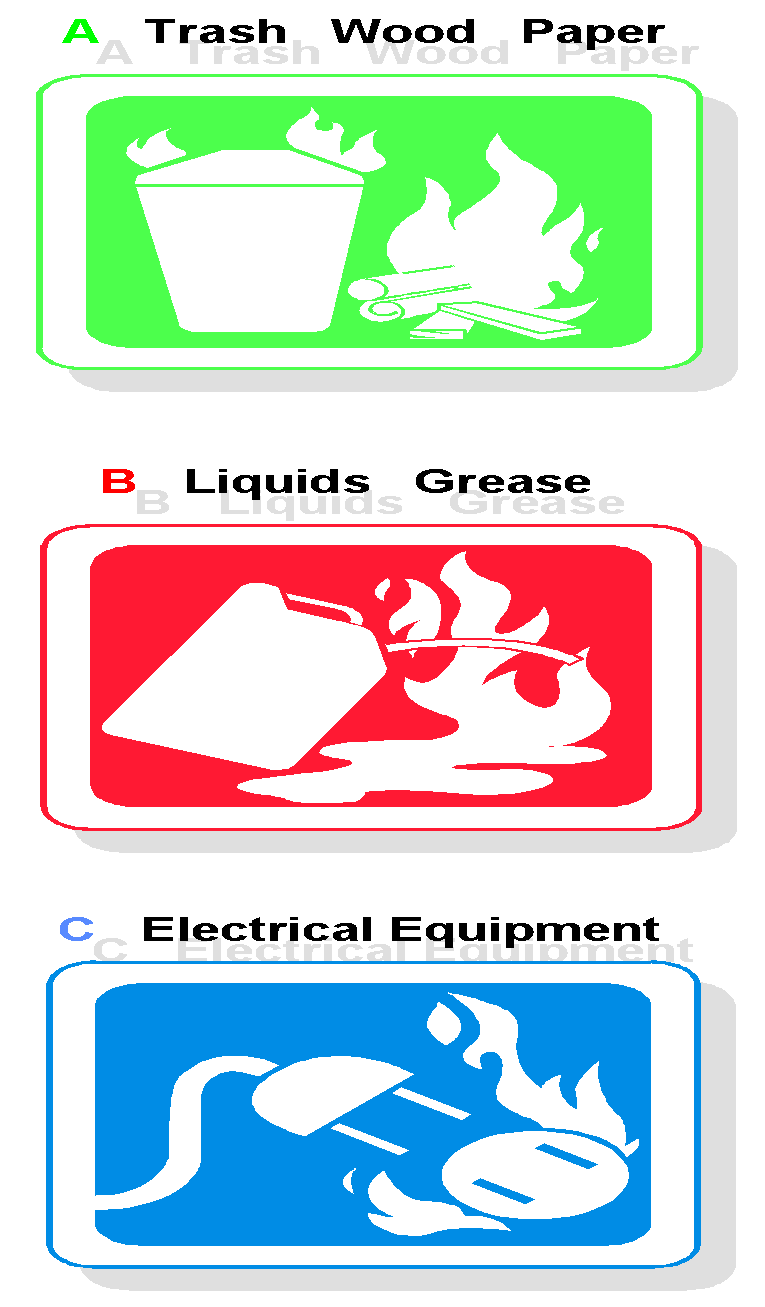 A Trash Wood Paper
B Liquids Grease
C Electrical Equipment